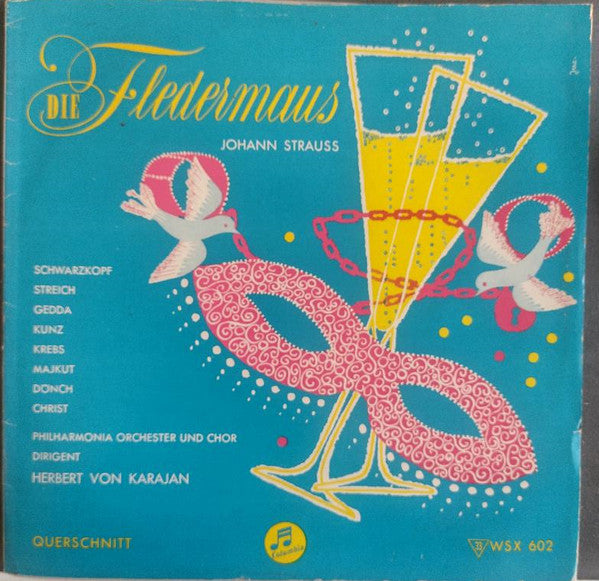 DIE Fledermaus
JOHANN STRAUSS
SCHWARZKOPF
STREICH
GEDDA
KUNZ
KREBS
MAJKUT
DÖNCH
CHRIST
PHILHARMONIA ORCHESTER UND CHOR
DIRIGENT
HERBERT VON KARAJAN
QUERSCHNITT
Columbia
33 WSX 602